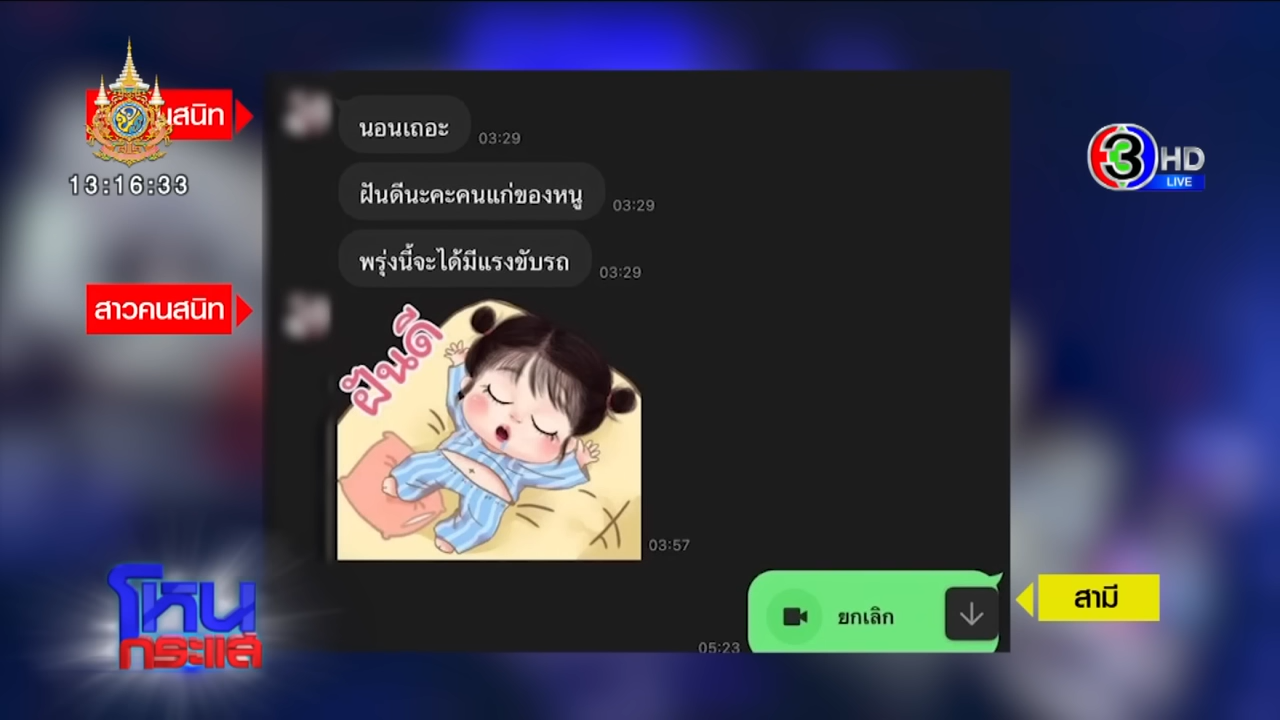 นสนิท
13:16:33
นอนเถอะ
03:29
ฝันดีนะคะคนแก่ของหนู
03:29
พรุ่งนี้จะได้มีแรงขับรถ
03:29
สาวคนสนิท
ฝันดี
03:57
ยกเลิก
05:23
สามี
3 HD
LIVE
โหน
กระแส